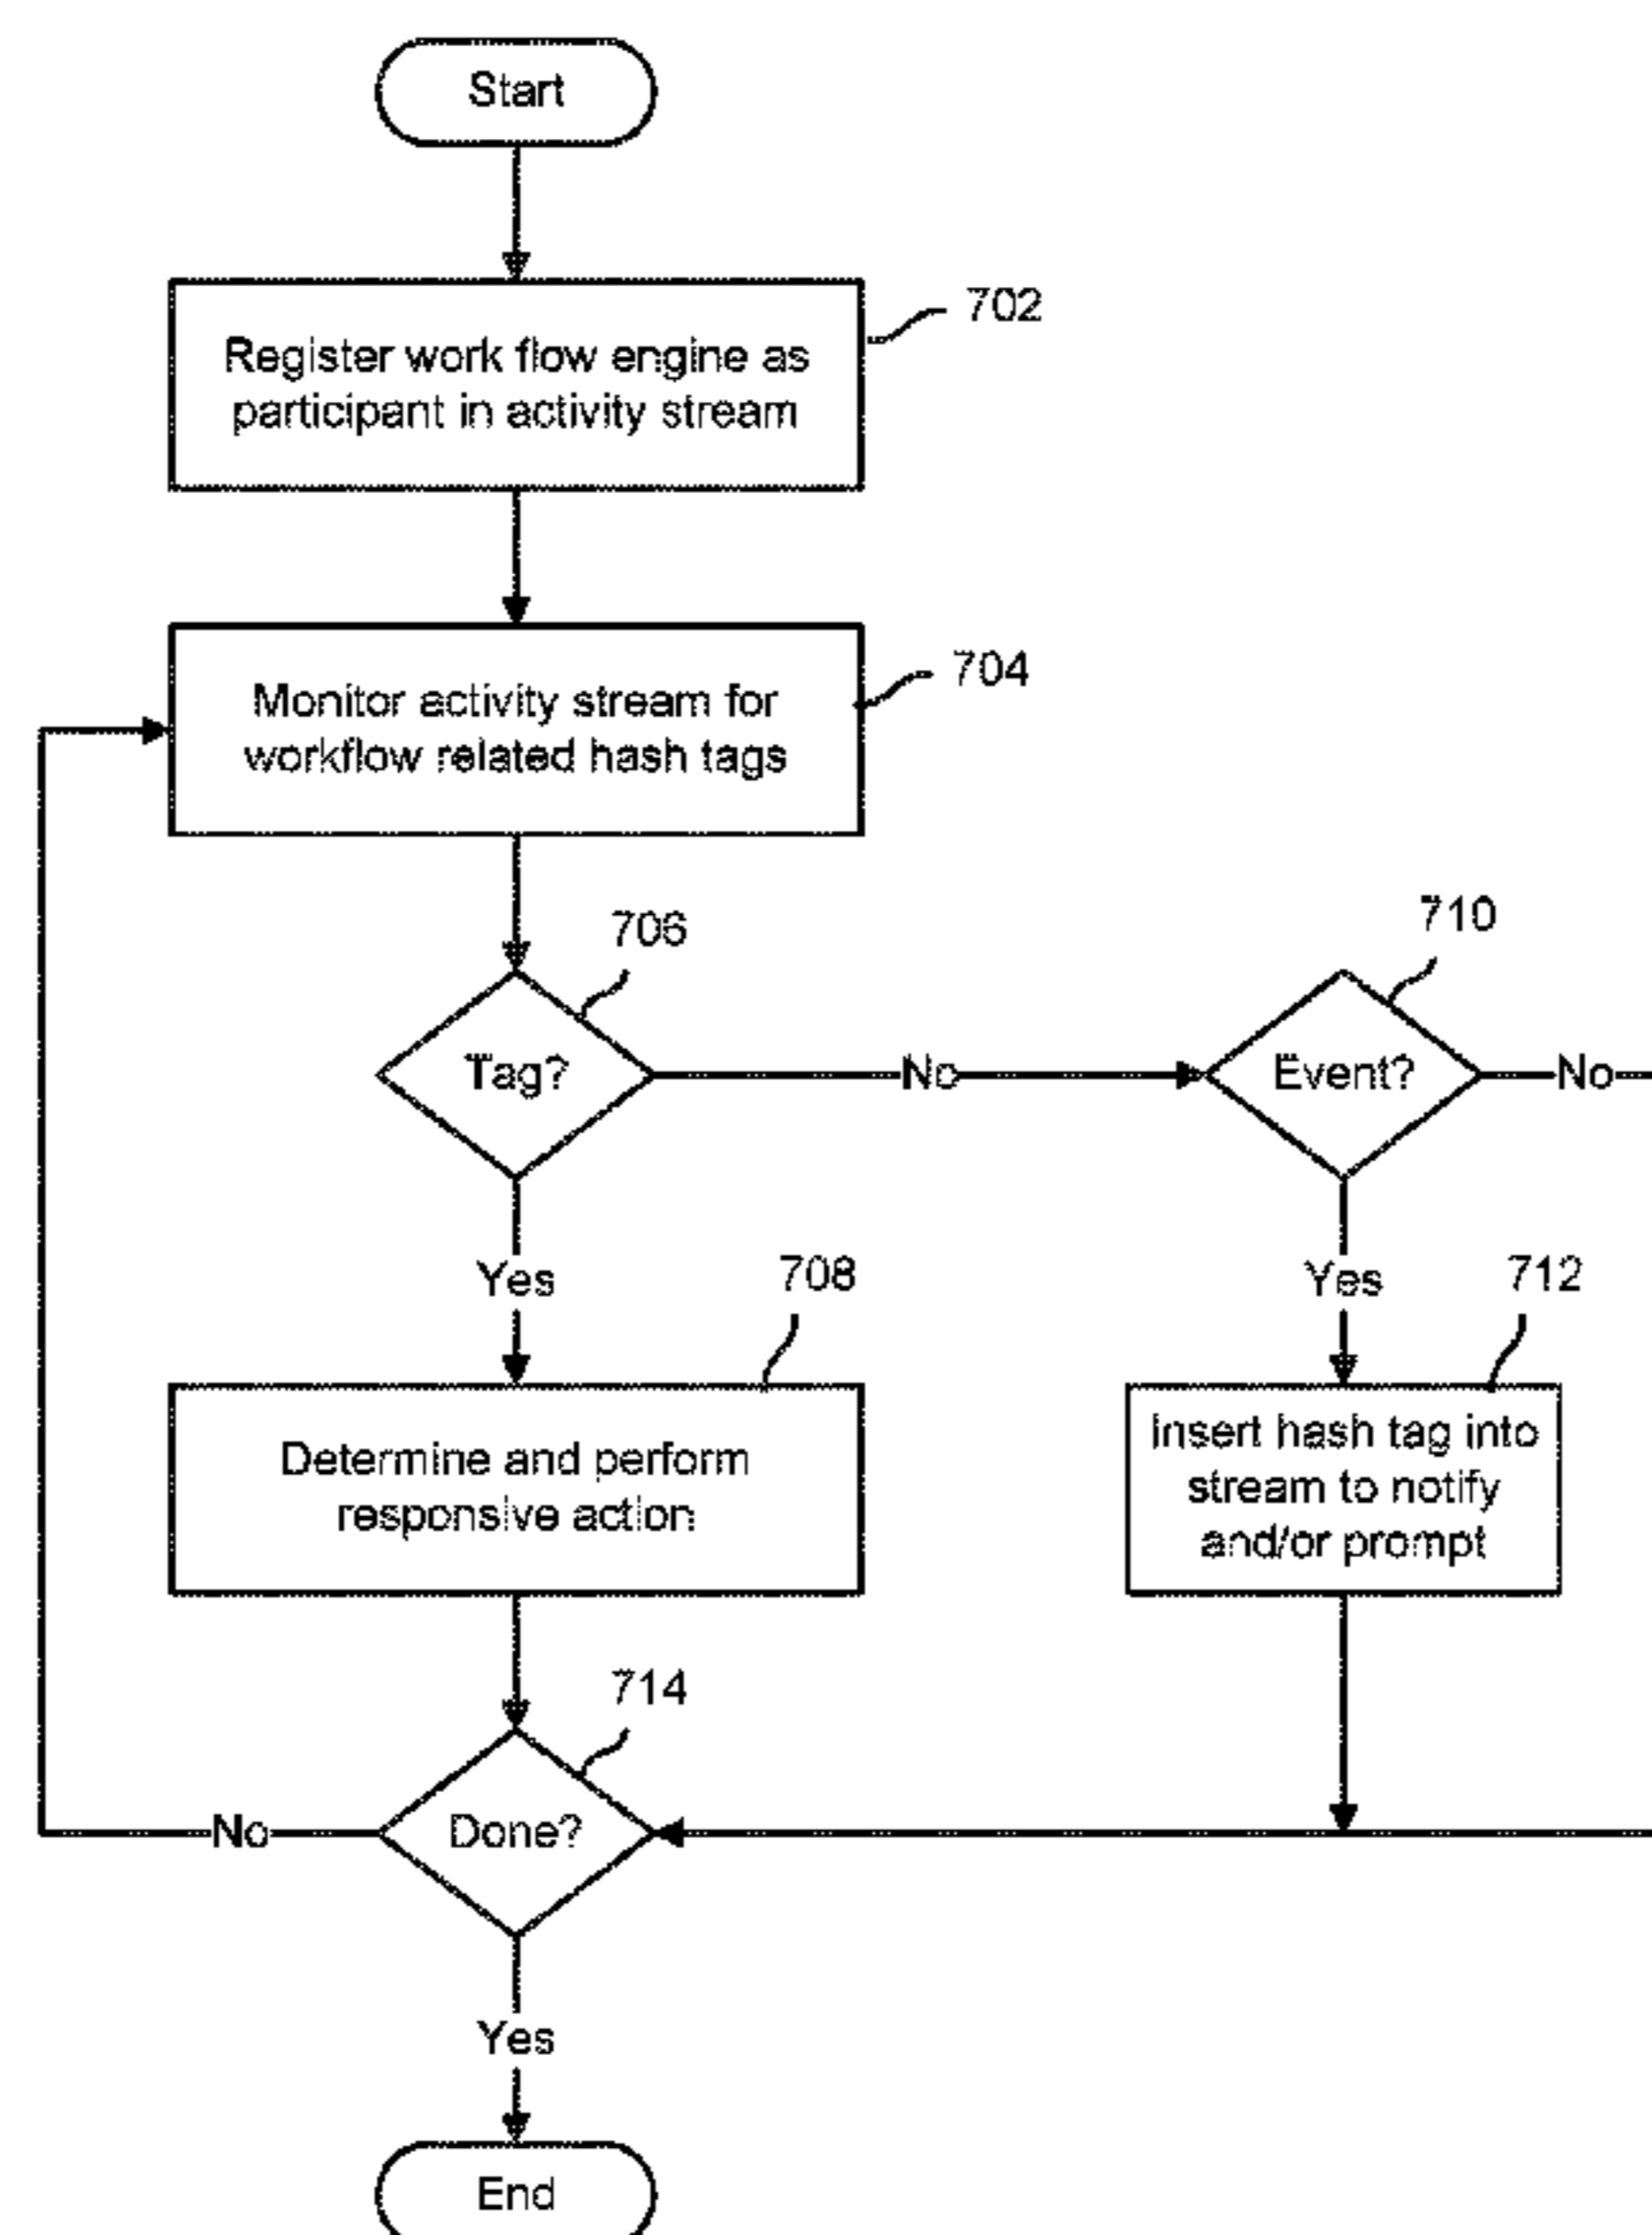 Start
702
Register work flow engine as
participant in activity stream
704
Monitor activity stream for
workflow related hash tags
706
710
Tag?
No
Event?
No
Yes
708
Yes
712
Determine and perform
responsive action
Insert hash tag into
stream to notify
and/or prompt
714
No
Done?
Yes
End